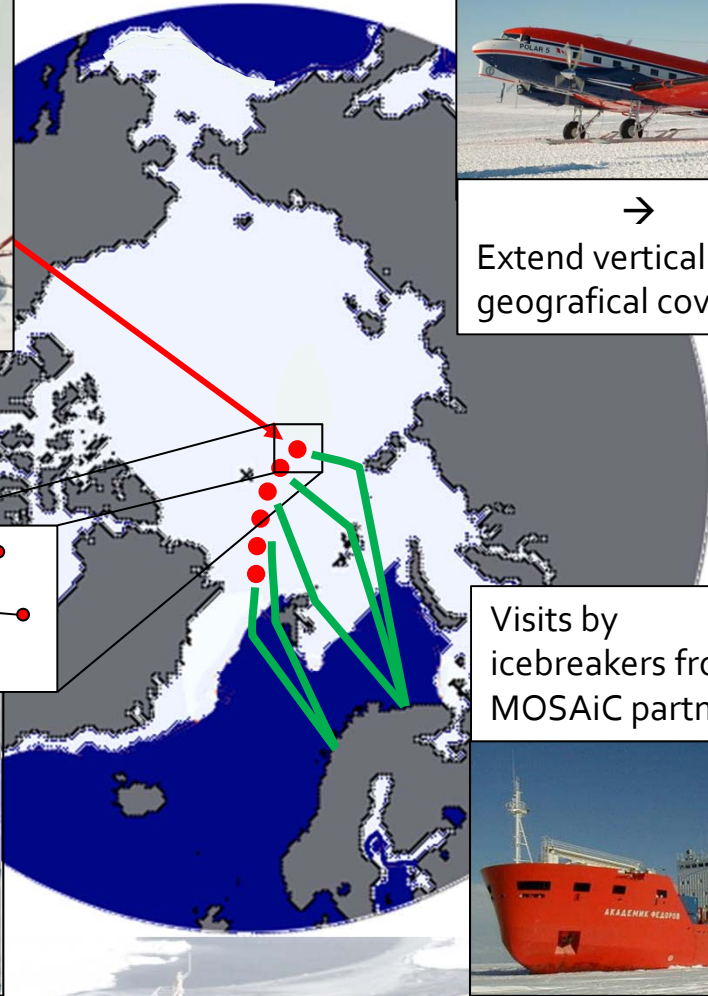 POLAR 5
→
Extend vertical
geografical cov
Visits by
icebreakers fro
MOSAiC partn
АКАДЕМИК ФЕДОРОВ